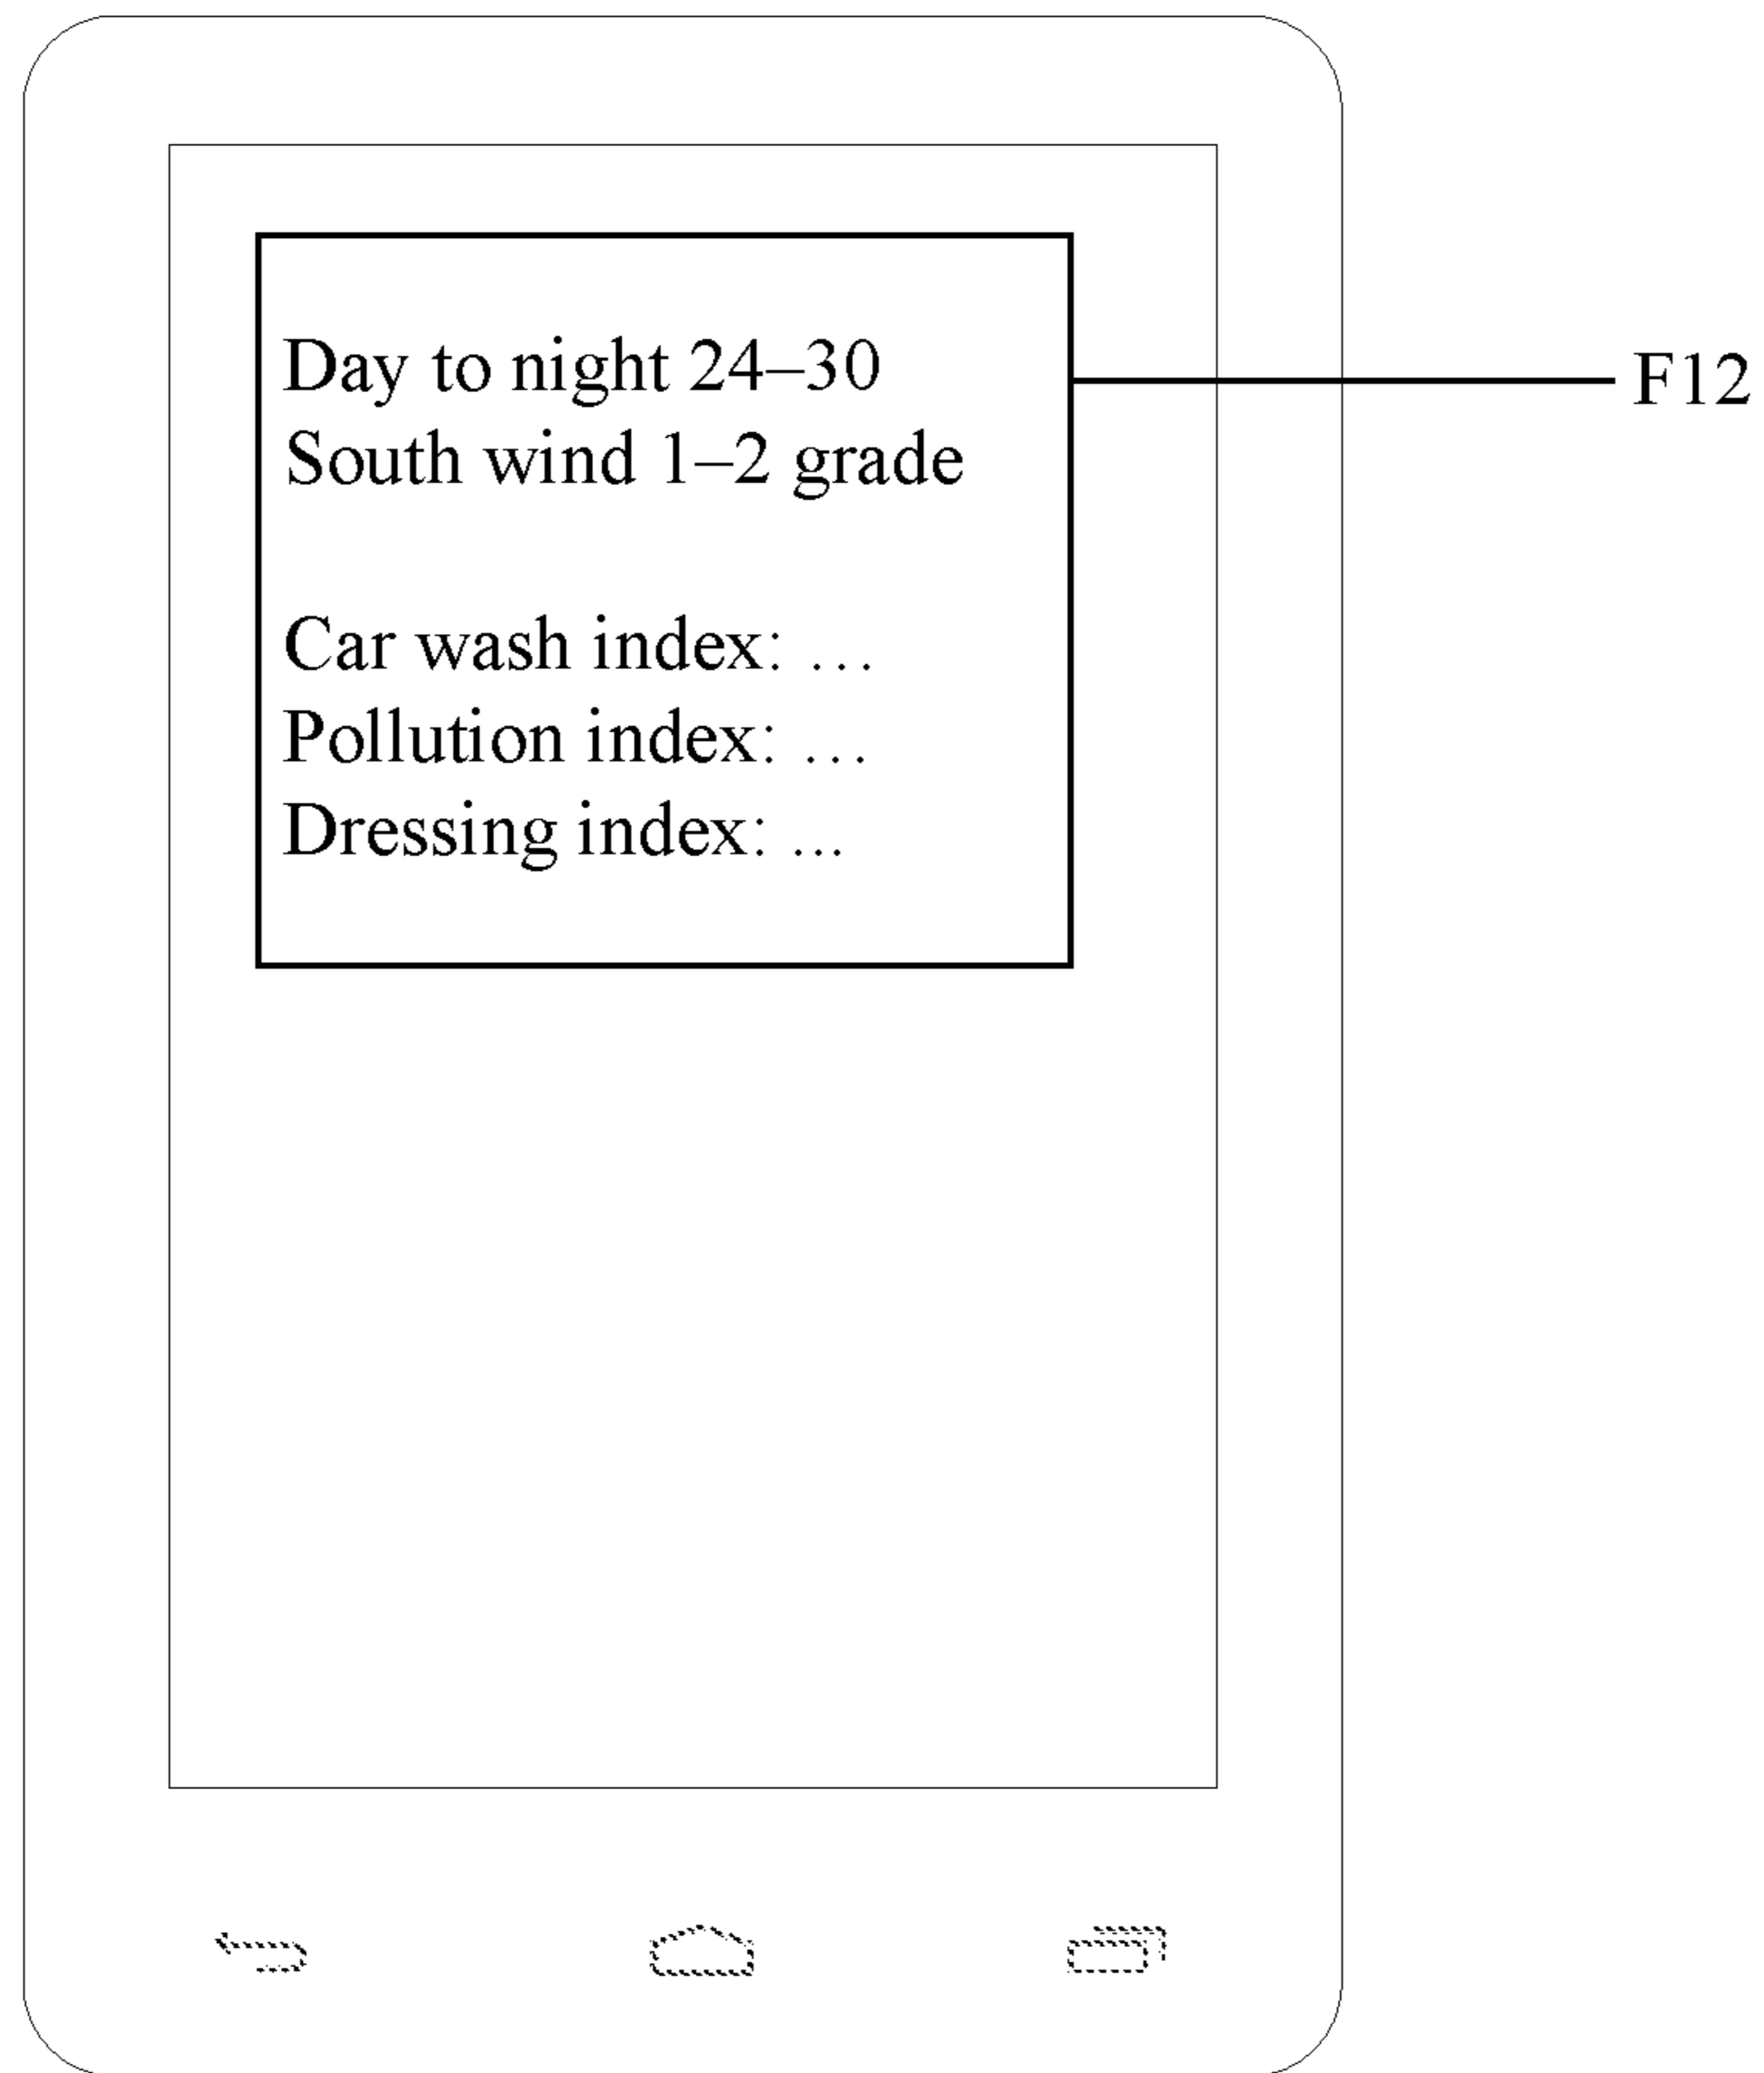 Day to night 24–30
South wind 1–2 grade
Car wash index: ...
Pollution index: ...
Dressing index: ...
F12